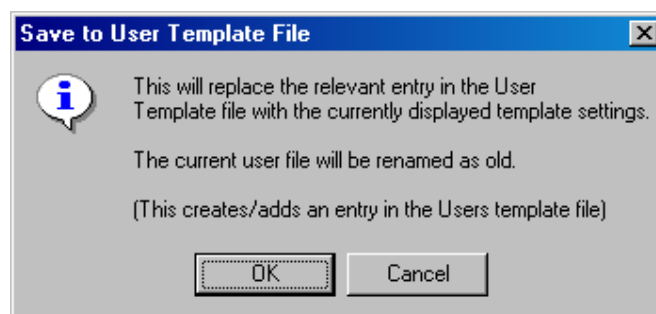 Save to User Template File
This will replace the relevant entry in the User
Template file with the currently displayed template settings.
The current user file will be renamed as old.
(This creates/adds an entry in the Users template file)
OK Cancel